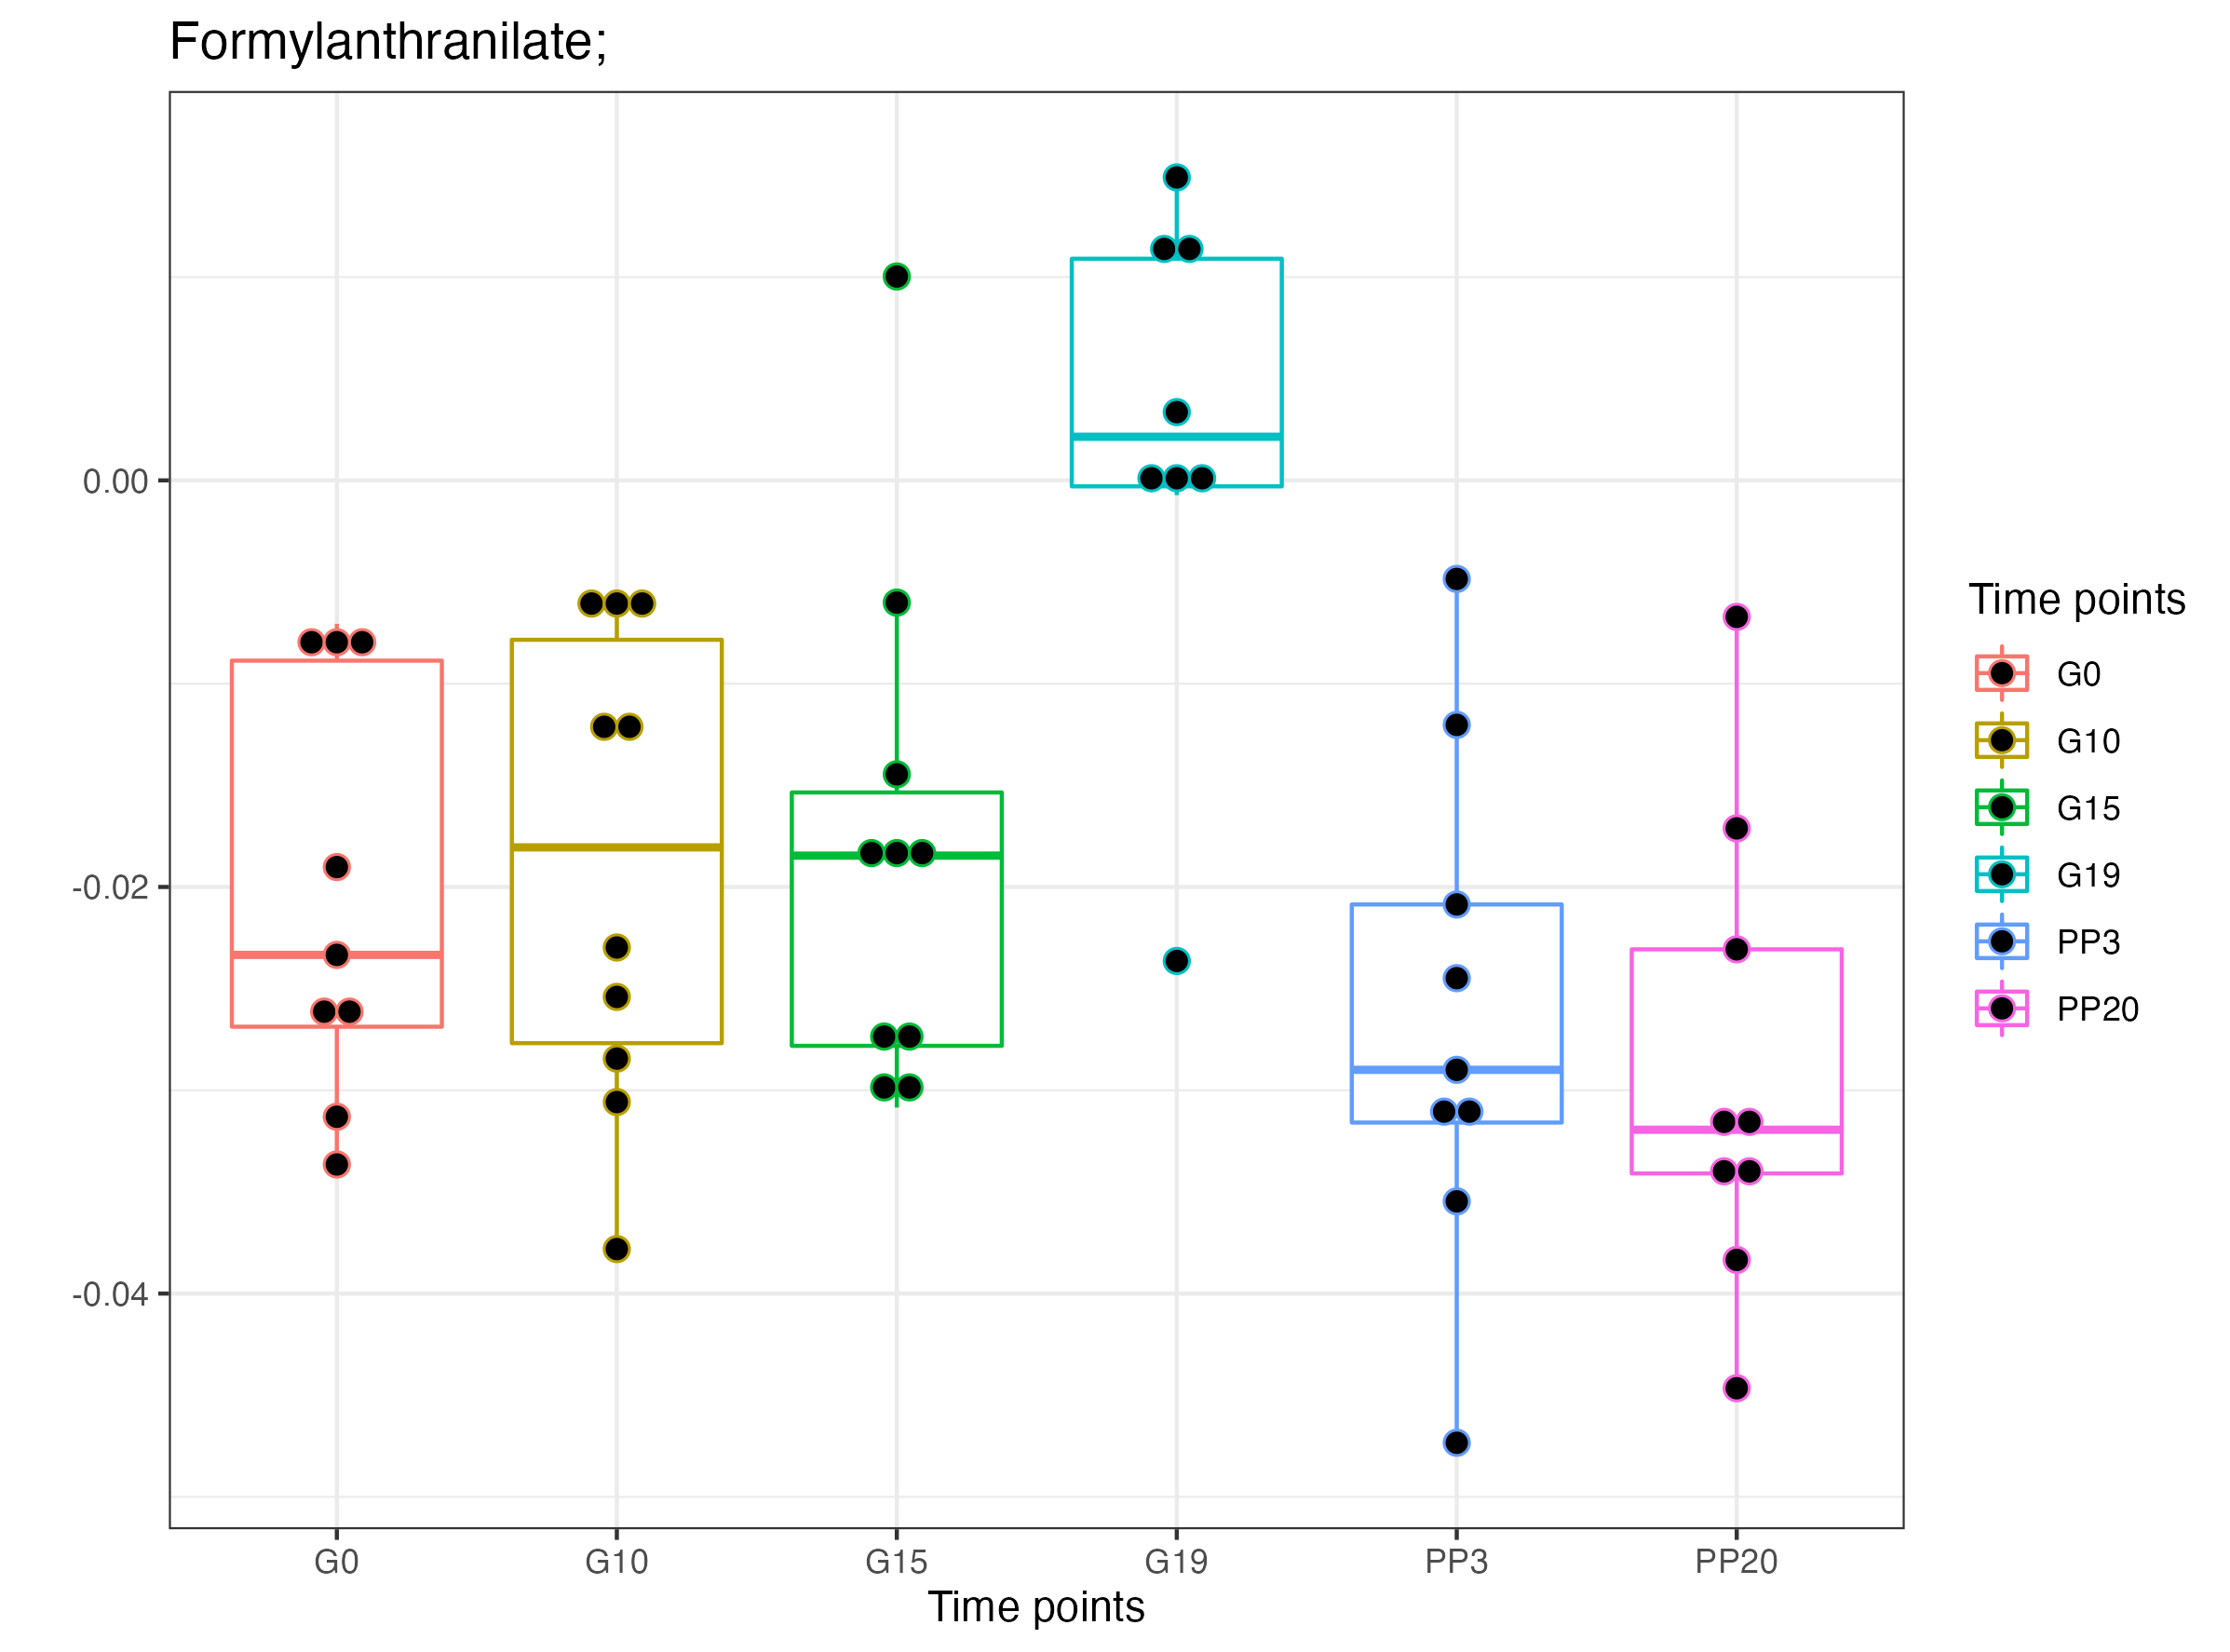 Formylanthranilate;
0.00
-0.02
-0.04
G0
G10
G15
G19
PP3
PP20
Time points
Time points
G0
G10
G15
G19
PP3
PP20